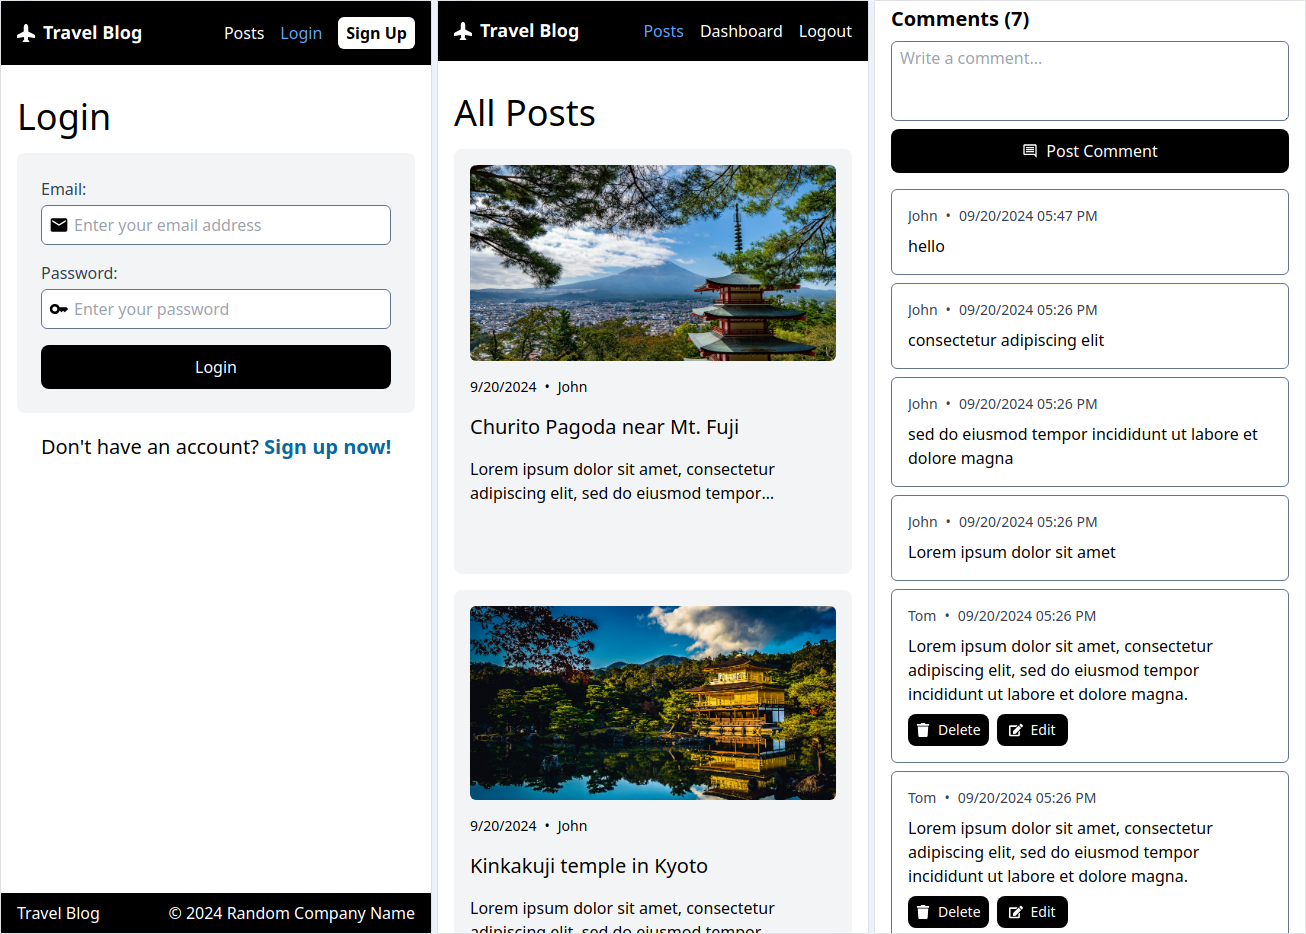 Travel Blog Posts Login Sign Up
Login
Email:
Enter your email address
Password:
Enter your password
Login
Don't have an account? Sign up now!
Travel Blog © 2024 Random Company Name
Travel Blog Posts Dashboard Logout
All Posts
9/20/2024 • John
Churito Pagoda near Mt. Fuji
Lorem ipsum dolor sit amet, consectetur
adipiscing elit, sed do eiusmod tempor...
9/20/2024 • John
Kinkakuji temple in Kyoto
Lorem ipsum dolor sit amet, consectetur
adipiscing elit, sed do eiusmod tempor
Comments (7)
Write a comment...
Post Comment
John • 09/20/2024 05:47 PM
hello
John • 09/20/2024 05:26 PM
consectetur adipiscing elit
John • 09/20/2024 05:26 PM
sed do eiusmod tempor incididunt ut labore et
dolore magna
John • 09/20/2024 05:26 PM
Lorem ipsum dolor sit amet
Tom • 09/20/2024 05:26 PM
Lorem ipsum dolor sit amet, consectetur
adipiscing elit, sed do eiusmod tempor
incididunt ut labore et dolore magna.
Delete Edit
Tom • 09/20/2024 05:26 PM
Lorem ipsum dolor sit amet, consectetur
adipiscing elit, sed do eiusmod tempor
incididunt ut labore et dolore magna.
Delete Edit